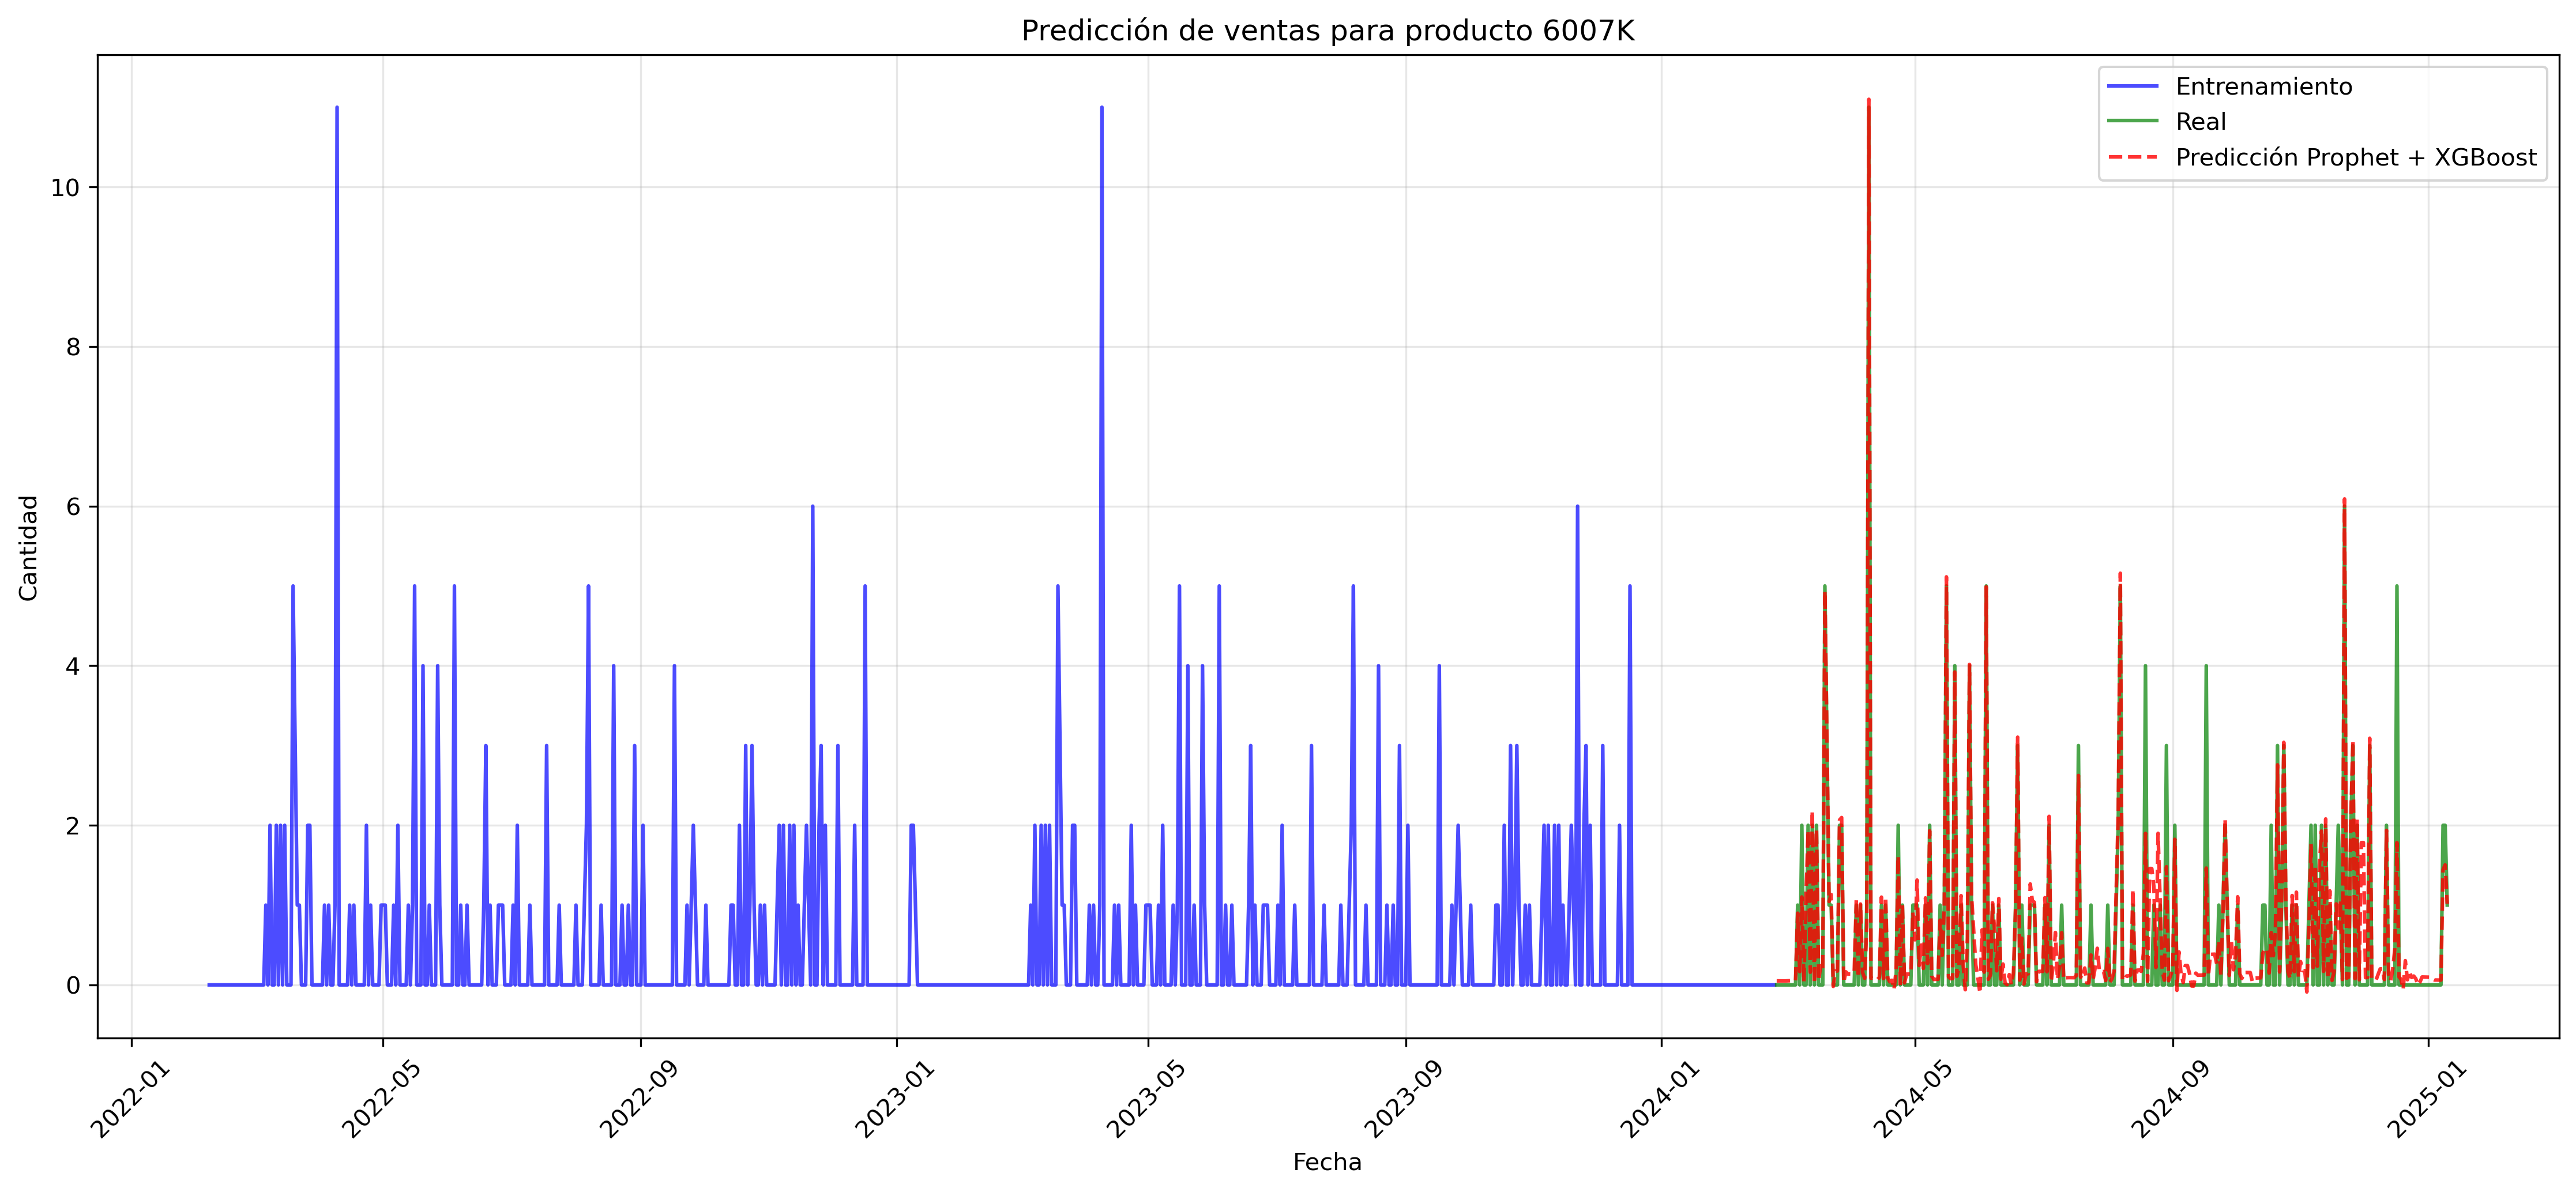 Predicción de ventas para producto 6007K
Entrenamiento
Real
Predicción Prophet + XGBoost
Cantidad
10
8
6
4
2
0
2022-01
2022-05
2022-09
2023-01
2023-05
2023-09
2024-01
2024-05
2024-09
2025-01
Fecha